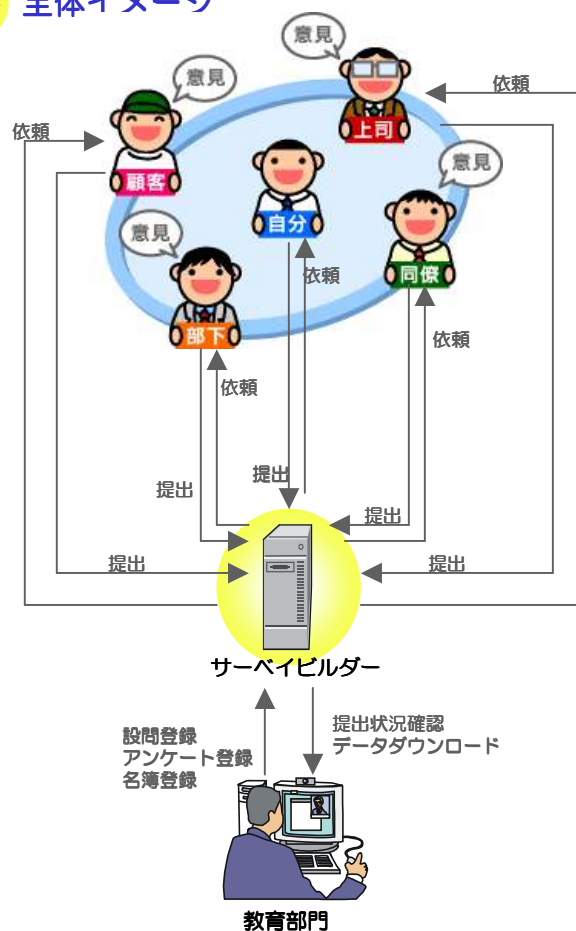 全体イメージ
意見
意見
依頼
依頼
上司
意見
顧客
自分
意見
同僚
依頼
部下
依頼
依頼
提出
提出
提出
提出
提出
サーベイビルダー
設問登録
アンケート登録
名簿登録
提出状況確認
データダウンロード
教育部門